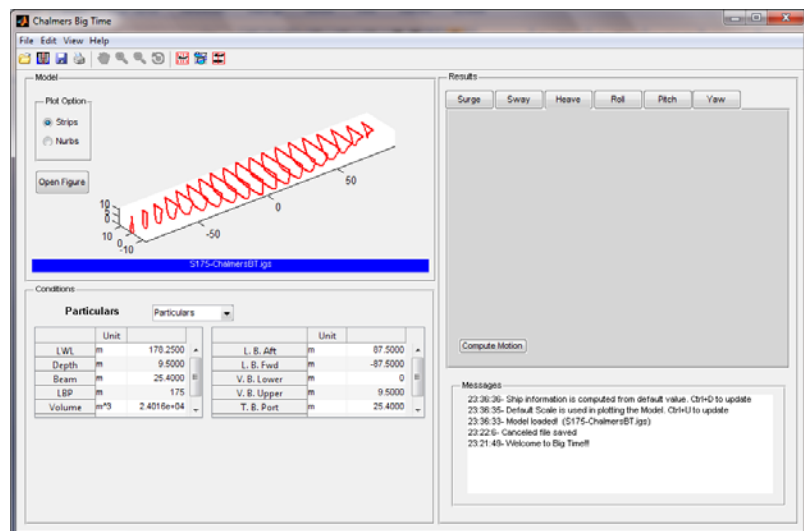 Chalmers Big Time
File Edit View Help
Model
Plot Option
Strips
Nurbs
Open Figure
10
5
0
10
0
-10
-50
0
50
S175-ChalmersBT.igs
Conditions
Particulars Particulars
Unit
LWL m 178.2500
Depth m 9.5000
Beam m 25.4000
LBP m 175
Volume m^3 2.4016e+04
Unit
L. B. Aft m 87.5000
L. B. Fwd m -87.5000
V. B. Lower m 0
V. B. Upper m 9.5000
T. B. Port m 25.4000
Results
Surge Sway Heave Roll Pitch Yaw
Compute Motion
Messages
23:36:36- Ship information is computed from default value. Ctrl+D to update
23:36:35- Default Scale is used in plotting the Model. Ctrl+U to update
23:36:33- Model loaded! (S175-ChalmersBT.igs)
23:22:6- Canceled file saved
23:21:49- Welcome to Big Time!!!